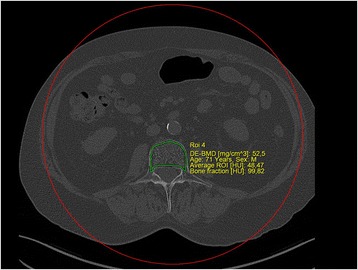 Roi 4
DE-BMD [mg/cm^3]: 52,5
Age: 71 Years, Sex: M
Average ROI [HU]: 48,47
Bone fraction [HU]: 99,82